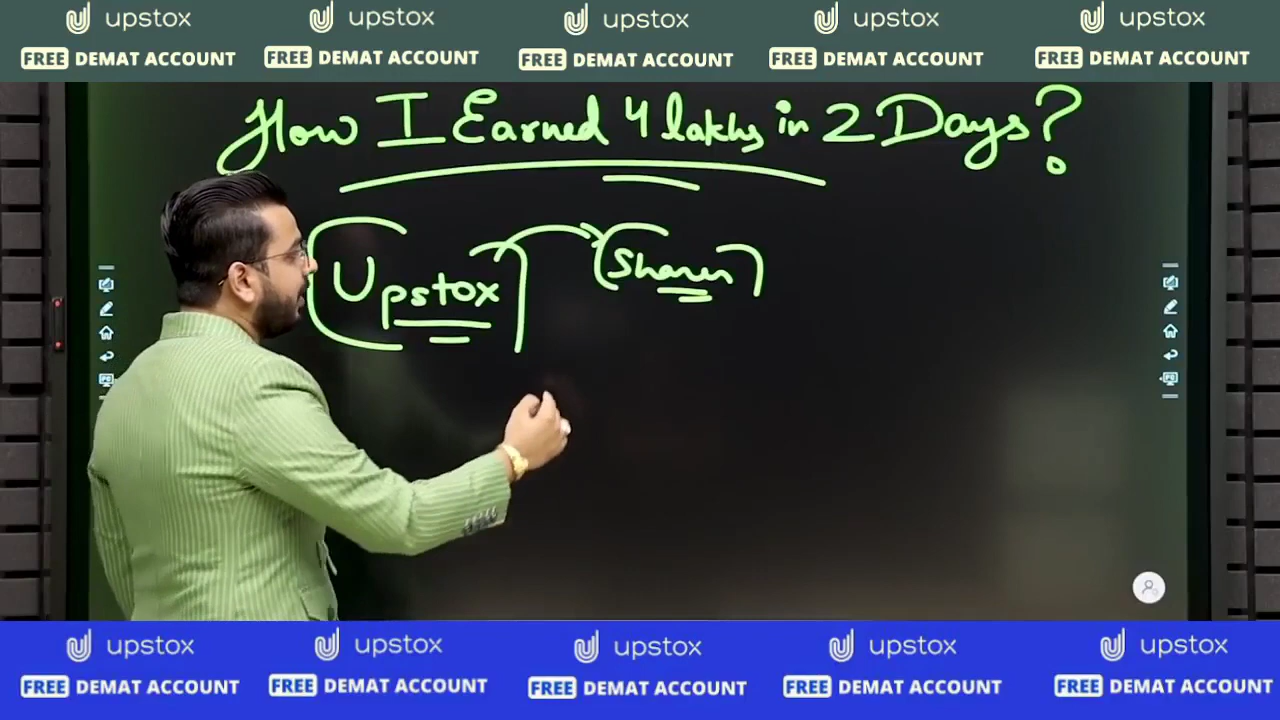 upstox upstox upstox upstox upstox
FREE DEMAT ACCOUNT FREE DEMAT ACCOUNT FREE DEMAT ACCOUNT FREE DEMAT ACCOUNT FREE DEMAT ACCOUNT
How I Earned 4 lakhs in 2 Days?
Upstox (Shares)
upstox upstox upstox upstox upstox
FREE DEMAT ACCOUNT FREE DEMAT ACCOUNT FREE DEMAT ACCOUNT FREE DEMAT ACCOUNT FREE DEMAT ACCOUNT